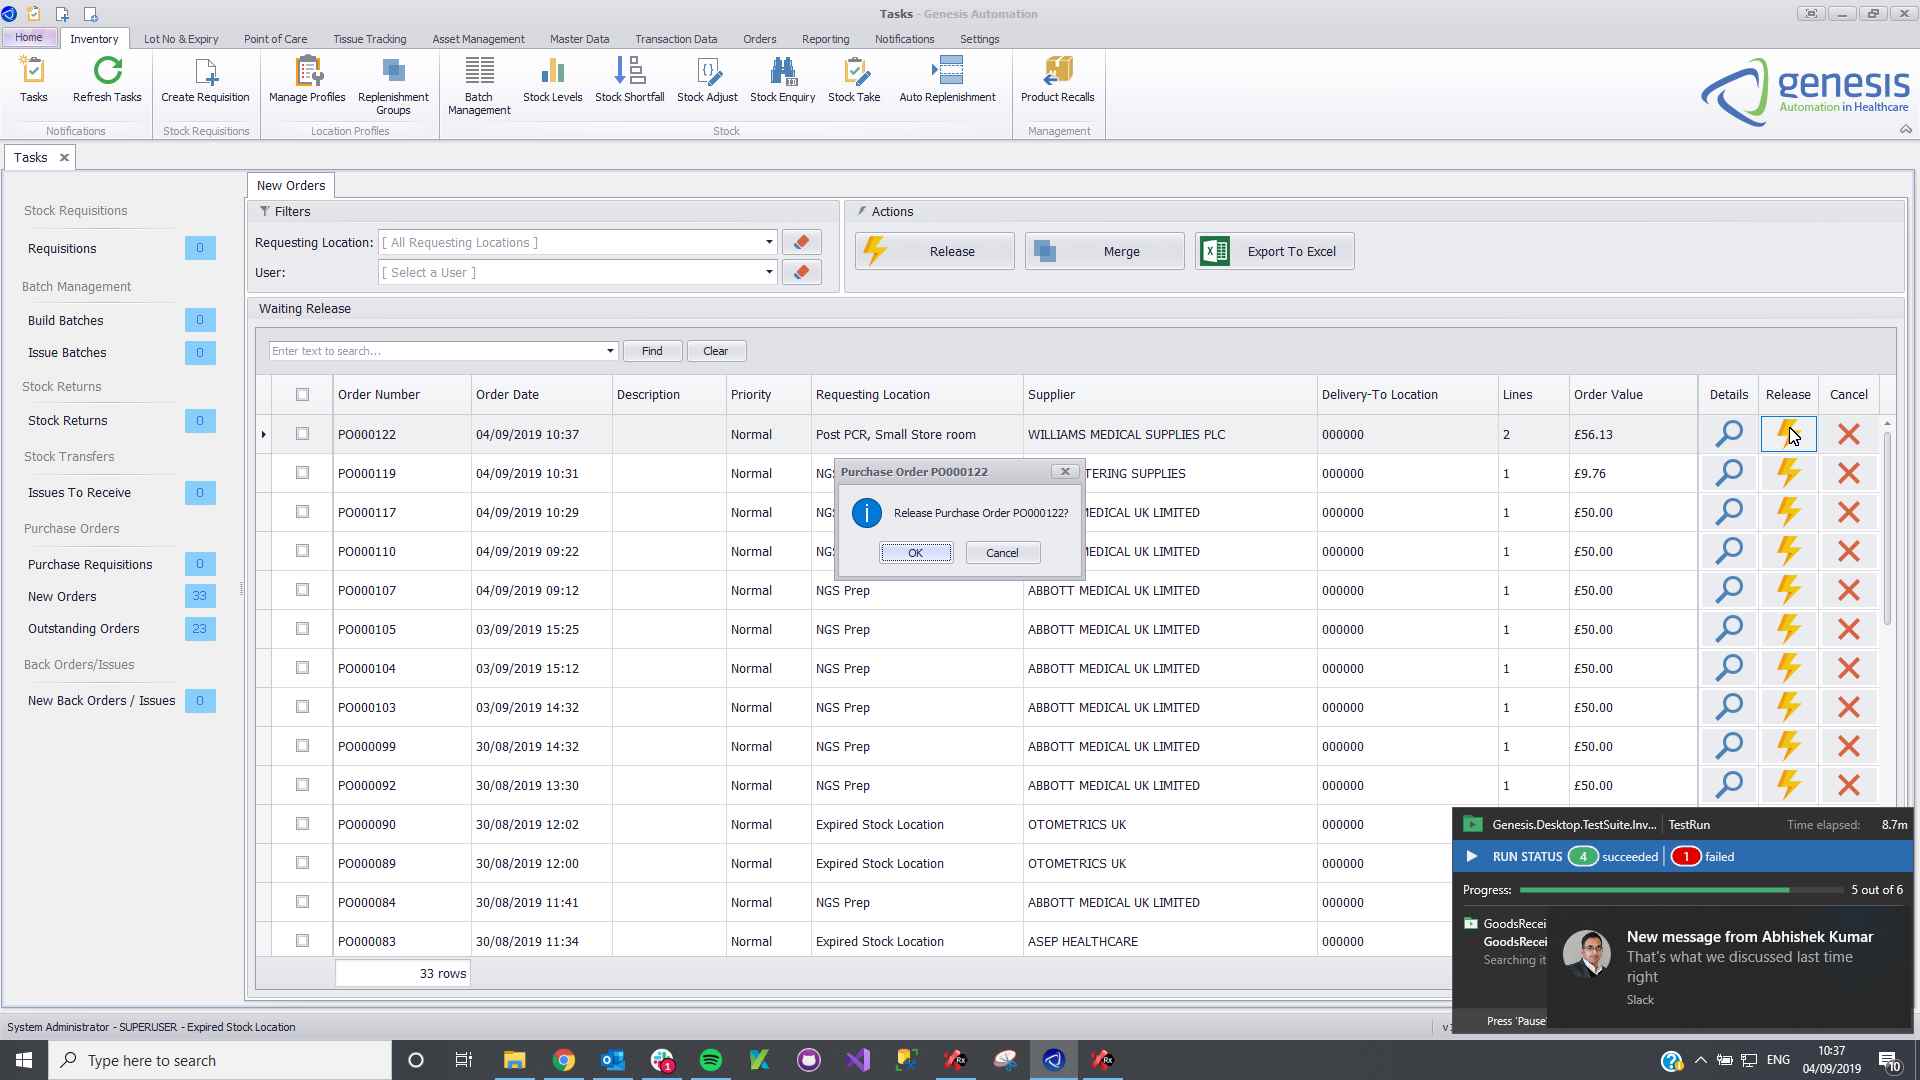 Tasks - Genesis Automation
Home
Inventory
Lot No & Expiry
Point of Care
Tissue Tracking
Asset Management
Master Data
Transaction Data
Orders
Reporting
Notifications
Settings
Tasks
Refresh Tasks
Create Requisition
Manage Profiles
Replenishment
Groups
Batch
Management
Stock Levels
Stock Shortfall
Stock Adjust
Stock Enquiry
Stock Take
Auto Replenishment
Product Recalls
Notifications
Stock Requisitions
Location Profiles
Stock
Management
genesis
Automation in Healthcare
Tasks
Stock Requisitions
Requisitions 0
Batch Management
Build Batches 0
Issue Batches 0
Stock Returns
Stock Returns 0
Stock Transfers
Issues To Receive 0
Purchase Orders
Purchase Requisitions 0
New Orders 33
Outstanding Orders 23
Back Orders/Issues
New Back Orders / Issues 0
New Orders
Filters
Requesting Location: [ All Requesting Locations ]
User: [ Select a User ]
Actions
Release
Merge
Export To Excel
Waiting Release
Enter text to search...
Find
Clear
Order Number Order Date Description Priority Requesting Location Supplier Delivery-To Location Lines Order Value Details Release Cancel
PO000122 04/09/2019 10:37 Normal Post PCR, Small Store room WILLIAMS MEDICAL SUPPLIES PLC 000000 2 £56.13
PO000119 04/09/2019 10:31 Normal NG TERING SUPPLIES 000000 1 £9.76
PO000117 04/09/2019 10:29 Normal NG MEDICAL UK LIMITED 000000 1 £50.00
PO000110 04/09/2019 09:22 Normal NG MEDICAL UK LIMITED 000000 1 £50.00
PO000107 04/09/2019 09:12 Normal NGS Prep ABBOTT MEDICAL UK LIMITED 000000 1 £50.00
PO000105 03/09/2019 15:25 Normal NGS Prep ABBOTT MEDICAL UK LIMITED 000000 1 £50.00
PO000104 03/09/2019 15:12 Normal NGS Prep ABBOTT MEDICAL UK LIMITED 000000 1 £50.00
PO000103 03/09/2019 14:32 Normal NGS Prep ABBOTT MEDICAL UK LIMITED 000000 1 £50.00
PO000099 30/08/2019 14:32 Normal NGS Prep ABBOTT MEDICAL UK LIMITED 000000 1 £50.00
PO000092 30/08/2019 13:30 Normal NGS Prep ABBOTT MEDICAL UK LIMITED 000000 1 £50.00
PO000090 30/08/2019 12:02 Normal Expired Stock Location OTOMETRICS UK 000000
PO000089 30/08/2019 12:00 Normal Expired Stock Location OTOMETRICS UK 000000
PO000084 30/08/2019 11:41 Normal NGS Prep ABBOTT MEDICAL UK LIMITED 000000
PO000083 30/08/2019 11:34 Normal Expired Stock Location ASEP HEALTHCARE 000000
33 rows
Purchase Order PO000122
Release Purchase Order PO000122?
OK
Cancel
Genesis.Desktop.TestSuite.Inv... TestRun Time elapsed: 8.7m
RUN STATUS 4 succeeded 1 failed
Progress: 5 out of 6
GoodsRecei
GoodsRecei
Searching it
Press 'Pause'
New message from Abhishek Kumar
That's what we discussed last time
right
Slack
System Administrator - SUPERUSER - Expired Stock Location
Type here to search
1
ENG
10:37
04/09/2019
10